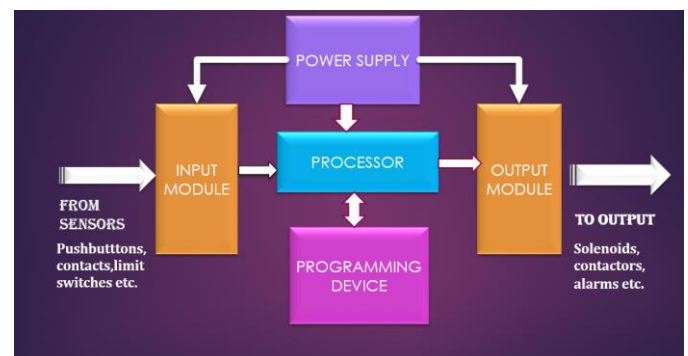 POWER SUPPLY
INPUT
MODULE
PROCESSOR
OUTPUT
MODULE
FROM
SENSORS
Pushbutttons,
contacts,limit
switches etc.
TO OUTPUT
Solenoids,
contactors,
alarms etc.
PROGRAMMING
DEVICE